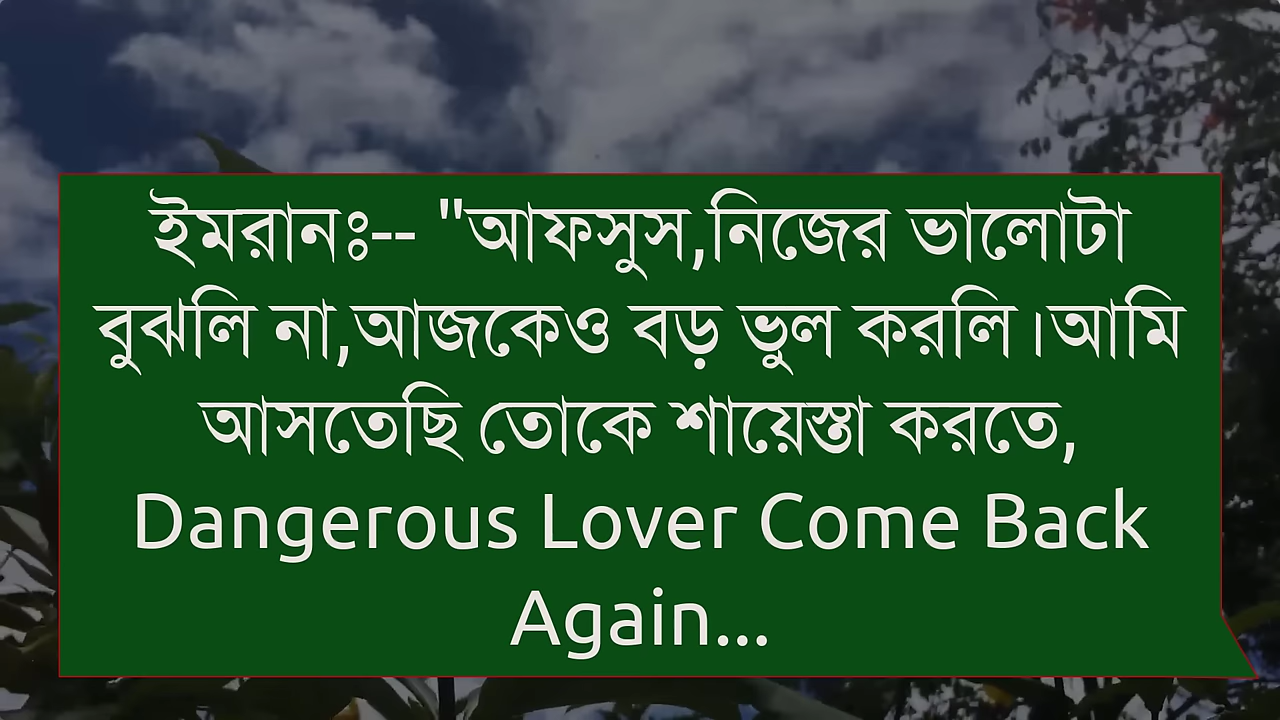 ইমরানঃ-- "আফসুস,নিজের ভালোটা
বুঝলি না,আজকেও বড় ভুল করলি।আমি
আসতেছি তোকে শায়েস্তা করতে,
Dangerous Lover Come Back
Again...